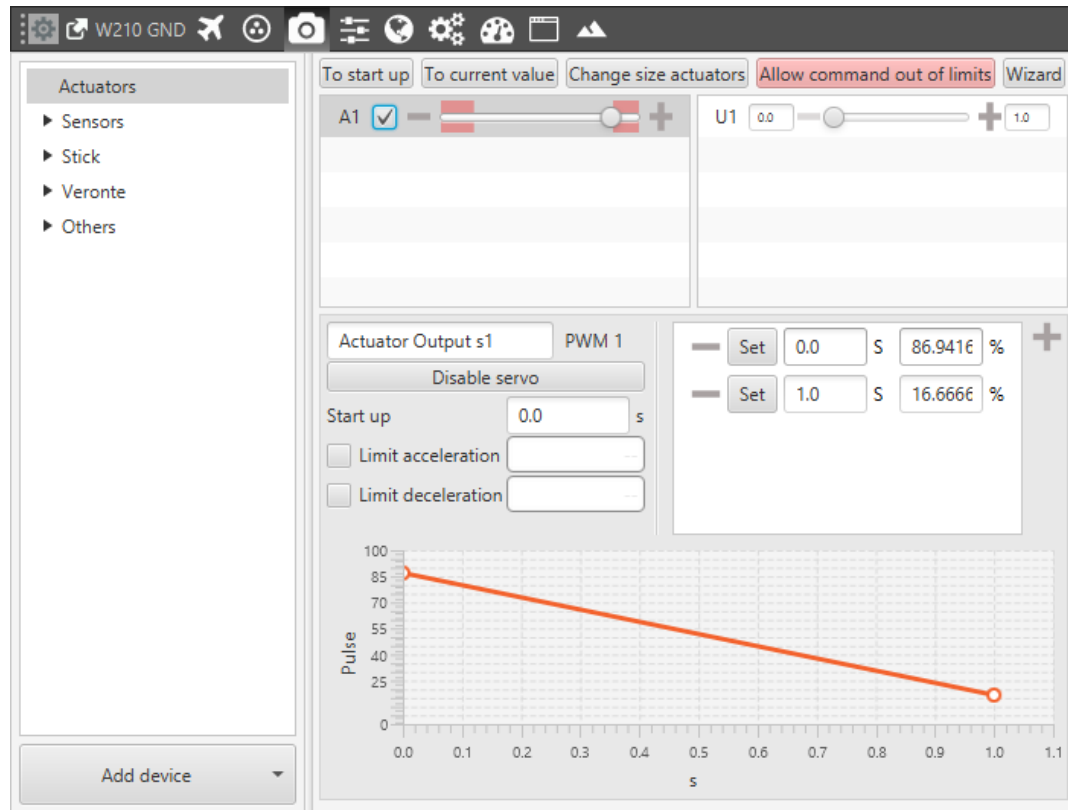 W210 GND
Actuators
Sensors
Stick
Veronte
Others
Add device
To start up To current value Change size actuators Allow command out of limits Wizard
A1
U1 0.0 1.0
Actuator Output s1 PWM 1
Disable servo
Start up 0.0 s
Limit acceleration --
Limit deceleration --
Set 0.0 S 86.9416 %
Set 1.0 S 16.6666 %
100
85
70
55
40
25
0
Pulse
0.0 0.1 0.2 0.3 0.4 0.5 0.6 0.7 0.8 0.9 1.0 1.1
s